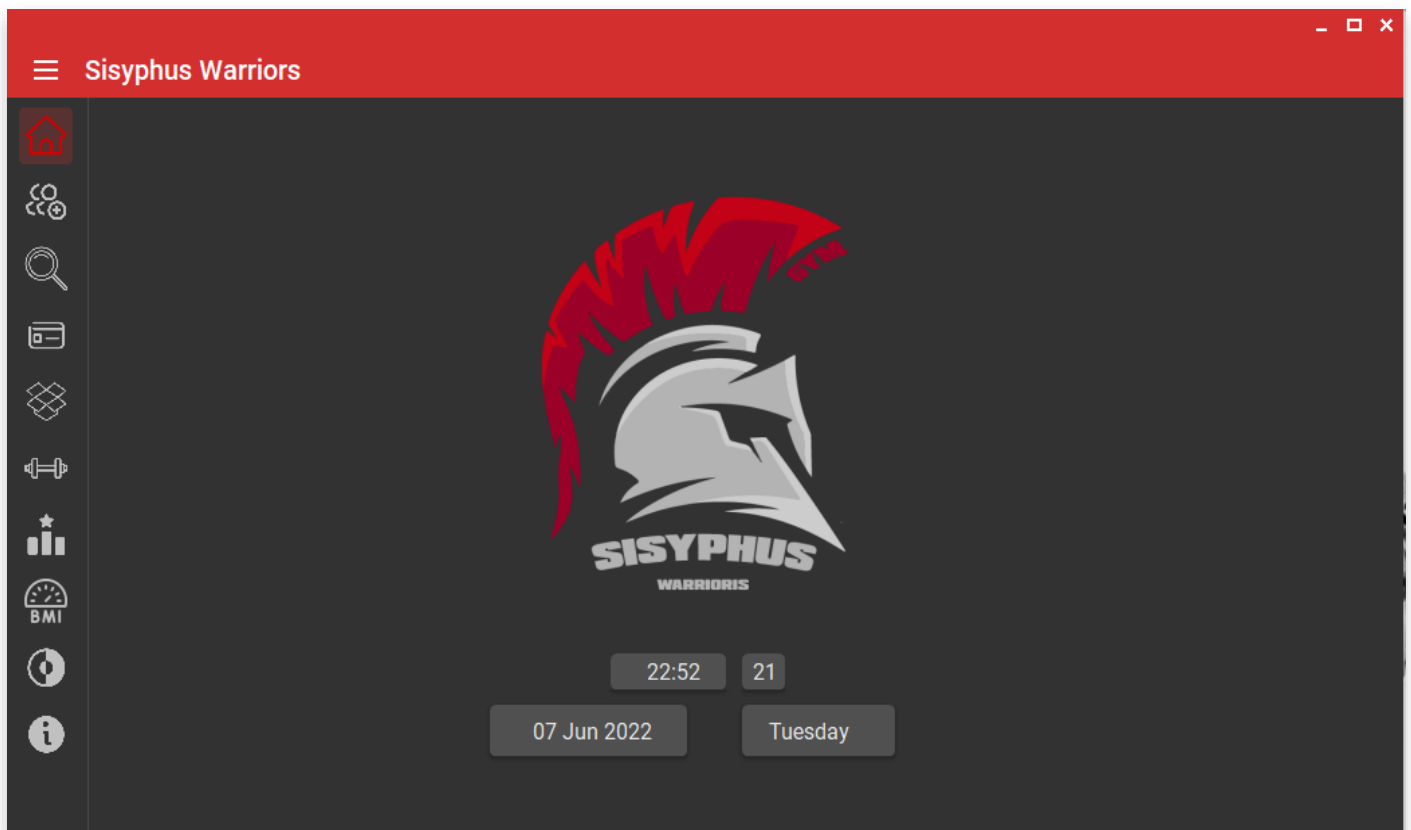 Sisyphus Warriors
GYM
SISYPHUS
WARRIORIS
BMI
22:52 21
07 Jun 2022 Tuesday